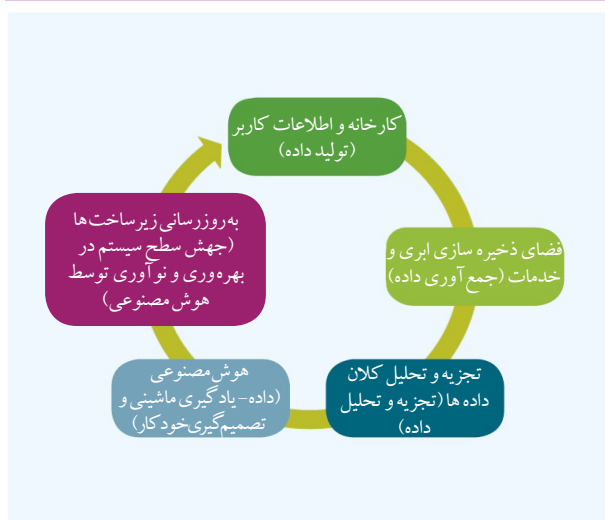 کارخانه و اطلاعات کاربر
(تولید داده)
فضای ذخیره سازی ابری و
خدمات (جمع آوری داده)
تجزیه و تحلیل کلان
داده ها (تجزیه و تحلیل
داده)
هوش مصنوعی
(داده – یادگیری ماشینی و
تصمیم‌گیری خودکار)
به‌روزرسانی زیرساخت‌ها
(جهش سطح سیستم در
بهره‌وری و نوآوری توسط
هوش مصنوعی)